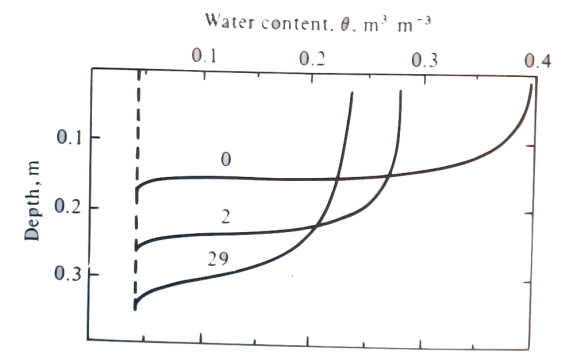 Water content, θ, m³ m⁻³
0.1 0.2 0.3 0.4
0.1
0
0.2
2
29
0.3
Depth, m